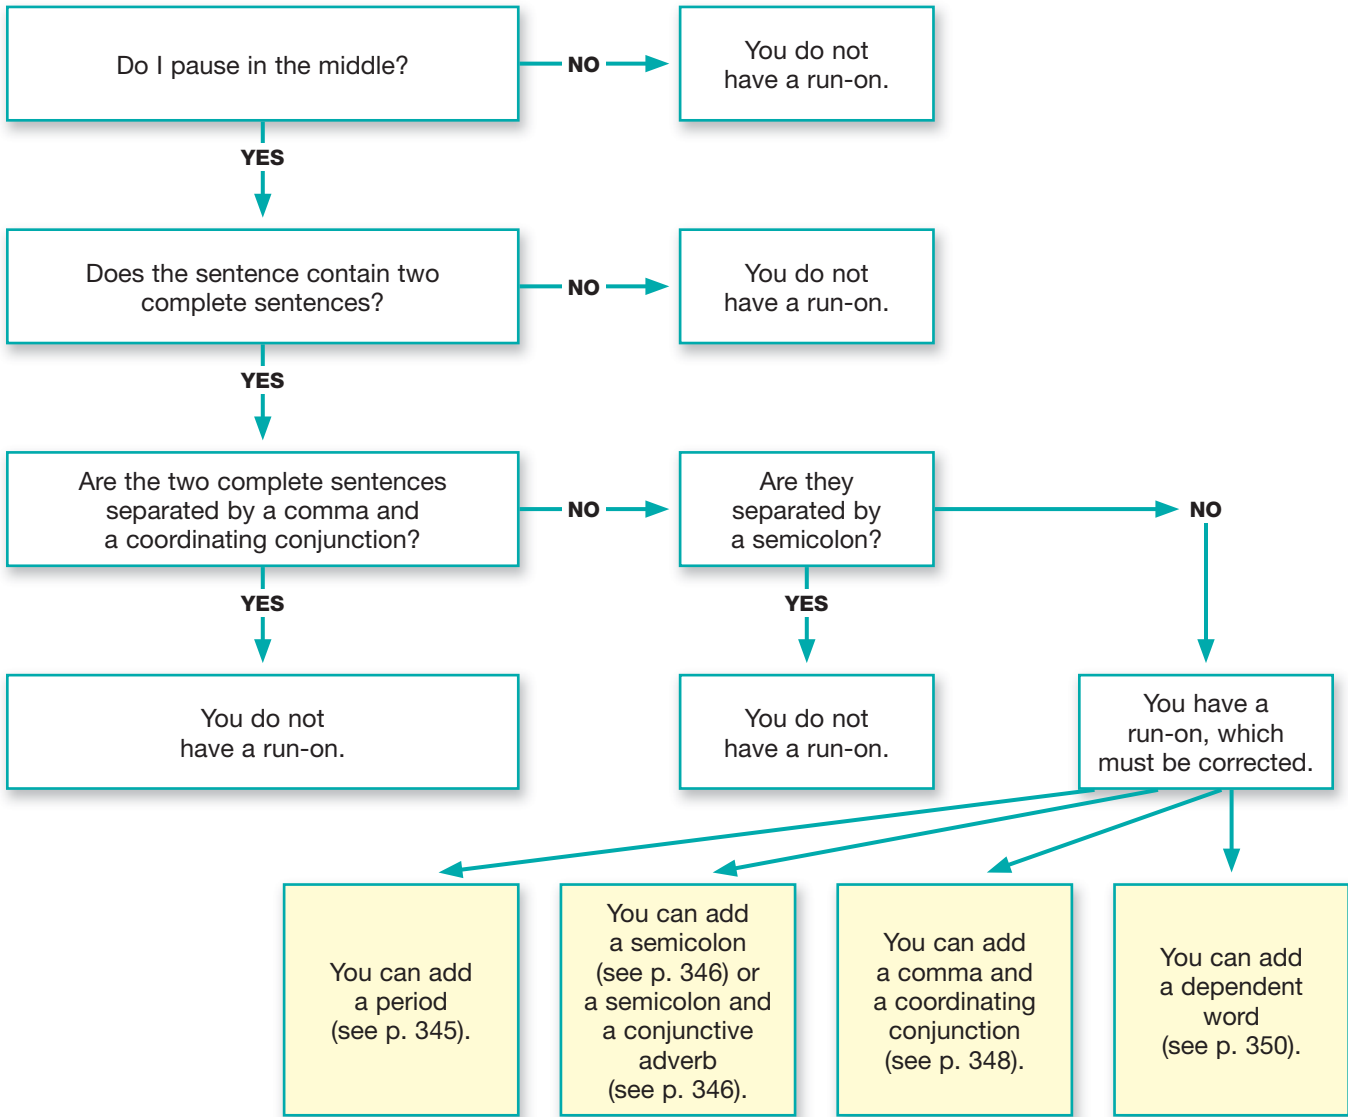 Do I pause in the middle?
NO
You do not
have a run-on.
YES
Does the sentence contain two
complete sentences?
NO
You do not
have a run-on.
YES
Are the two complete sentences
separated by a comma and
a coordinating conjunction?
NO
Are they
separated by
a semicolon?
NO
YES
YES
You do not
have a run-on.
You do not
have a run-on.
You have a
run-on, which
must be corrected.
You can add
a period
(see p. 345).
You can add
a semicolon
(see p. 346) or
a semicolon and
a conjunctive
adverb
(see p. 346).
You can add
a comma and
a coordinating
conjunction
(see p. 348).
You can add
a dependent
word
(see p. 350).